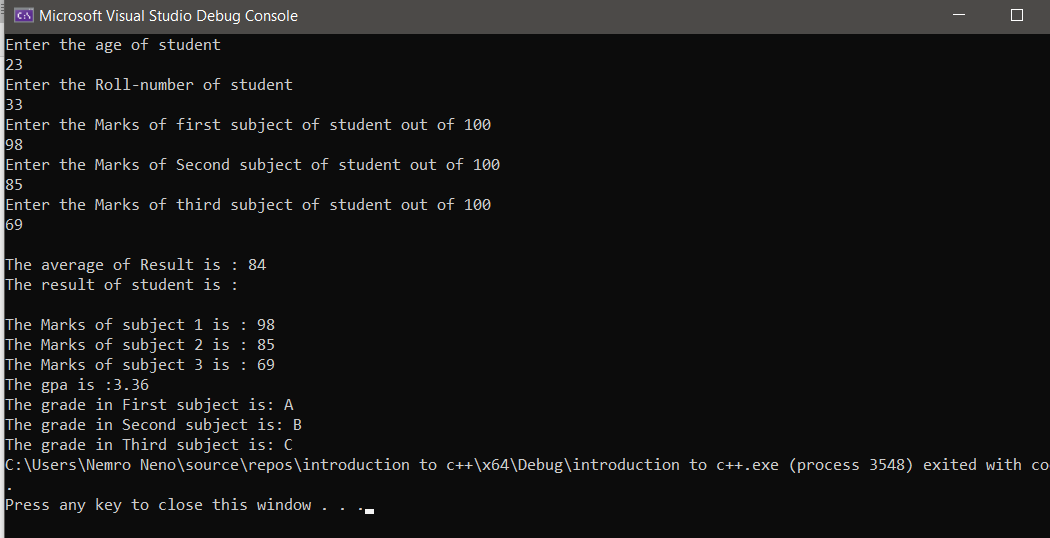 Microsoft Visual Studio Debug Console
Enter the age of student
23
Enter the Roll-number of student
33
Enter the Marks of first subject of student out of 100
98
Enter the Marks of Second subject of student out of 100
85
Enter the Marks of third subject of student out of 100
69
The average of Result is : 84
The result of student is :
The Marks of subject 1 is : 98
The Marks of subject 2 is : 85
The Marks of subject 3 is : 69
The gpa is :3.36
The grade in First subject is: A
The grade in Second subject is: B
The grade in Third subject is: C
C:\Users\Nemro Neno\source\repos\introduction to c++\x64\Debug\introduction to c++.exe (process 3548) exited with co
.
Press any key to close this window . . .